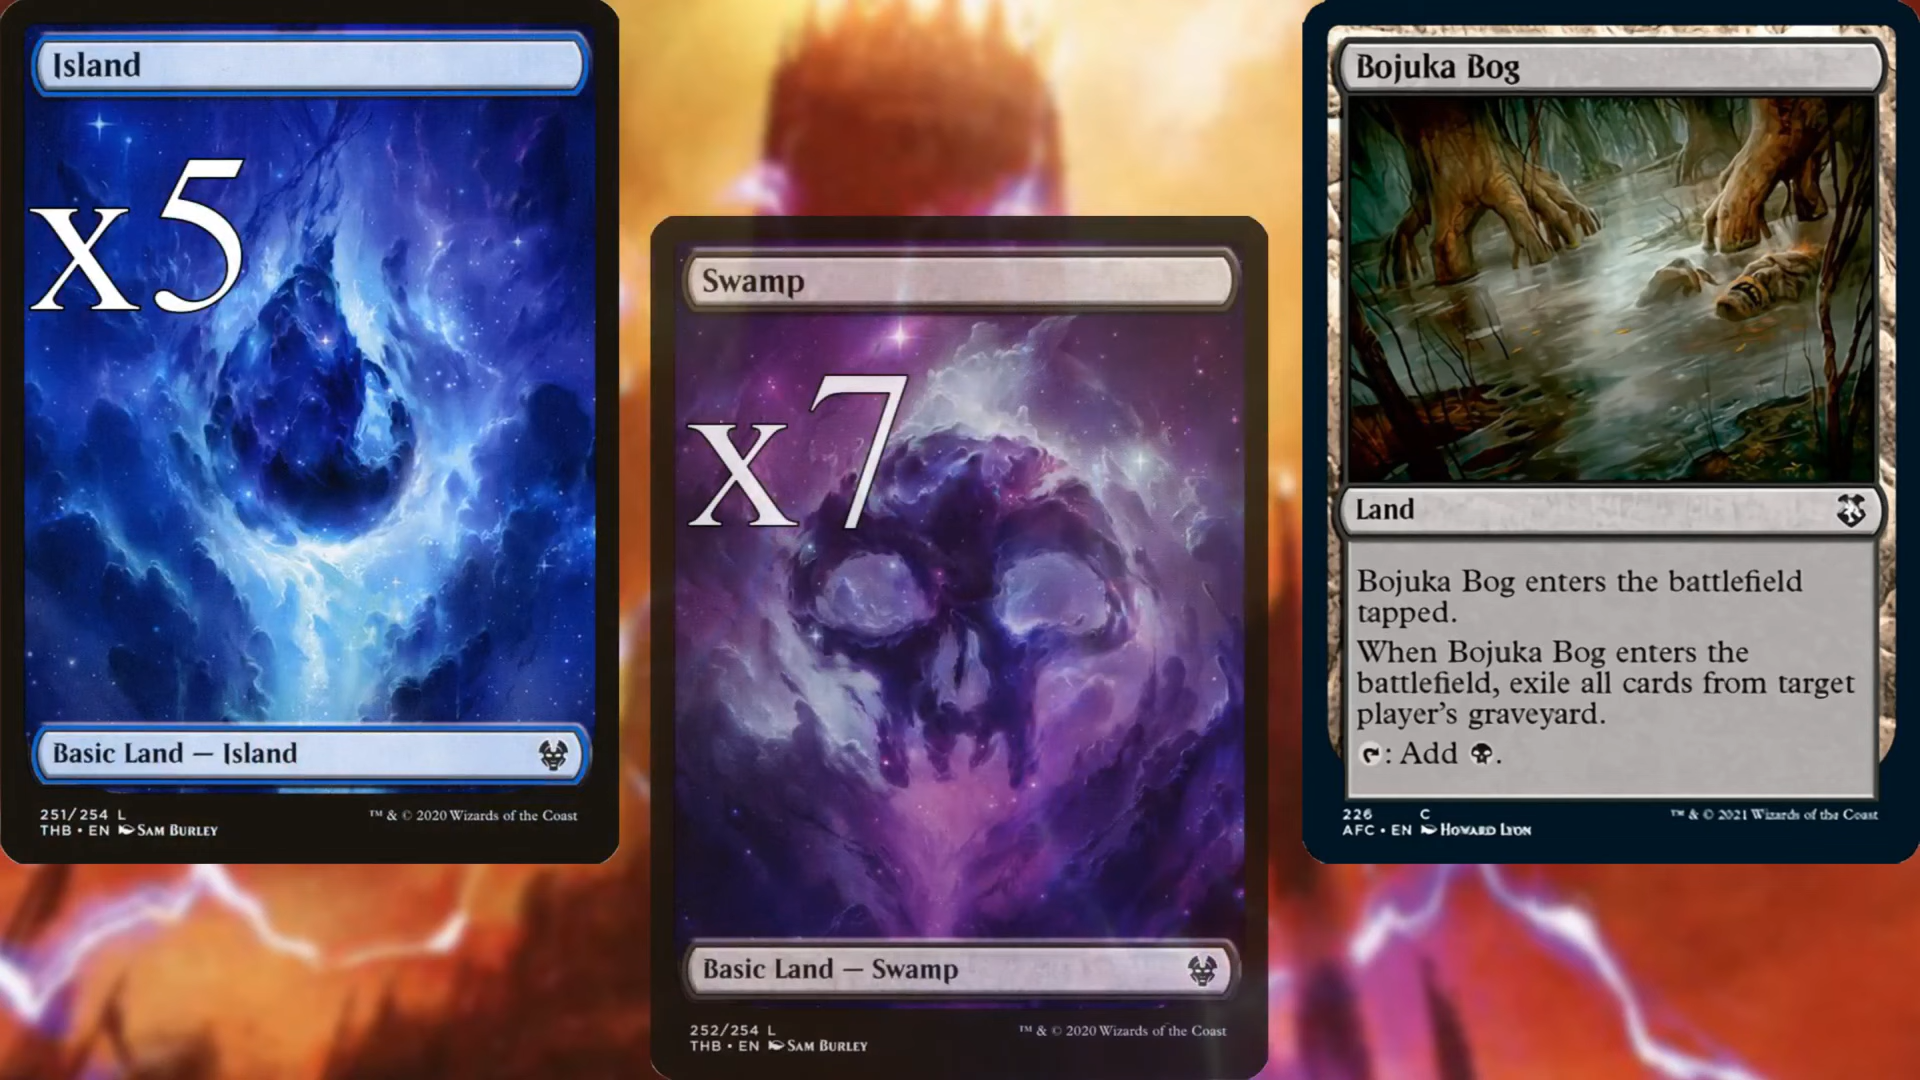 Island
x5
Basic Land — Island
251/254 L
THB • EN SAM BURLEY
™ & © 2020 Wizards of the Coast
Swamp
x7
Basic Land — Swamp
252/254 L
THB • EN SAM BURLEY
™ & © 2020 Wizards of the Coast
Bojuka Bog
Land
Bojuka Bog enters the battlefield
tapped.
When Bojuka Bog enters the
battlefield, exile all cards from target
player's graveyard.
: Add .
226 C
AFC • EN HOWARD LYON
™ & © 2021 Wizards of the Coast